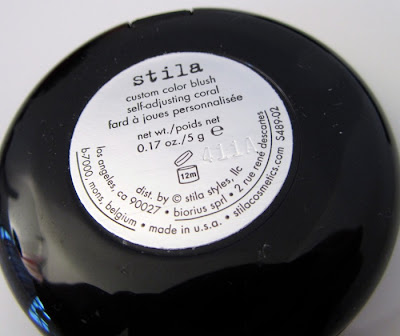 stila
custom color blush
self-adjusting coral
fard à joues personnalisée
net wt./poids net
0.17 oz./5 g ℮
411A
12m
dist. by © stila styles, llc
los angeles, ca 90027 • biorius sprl • 2 rue rené descartes
b-7000, mons, belgium • made in u.s.a. • stilacosmetics.com S489-02